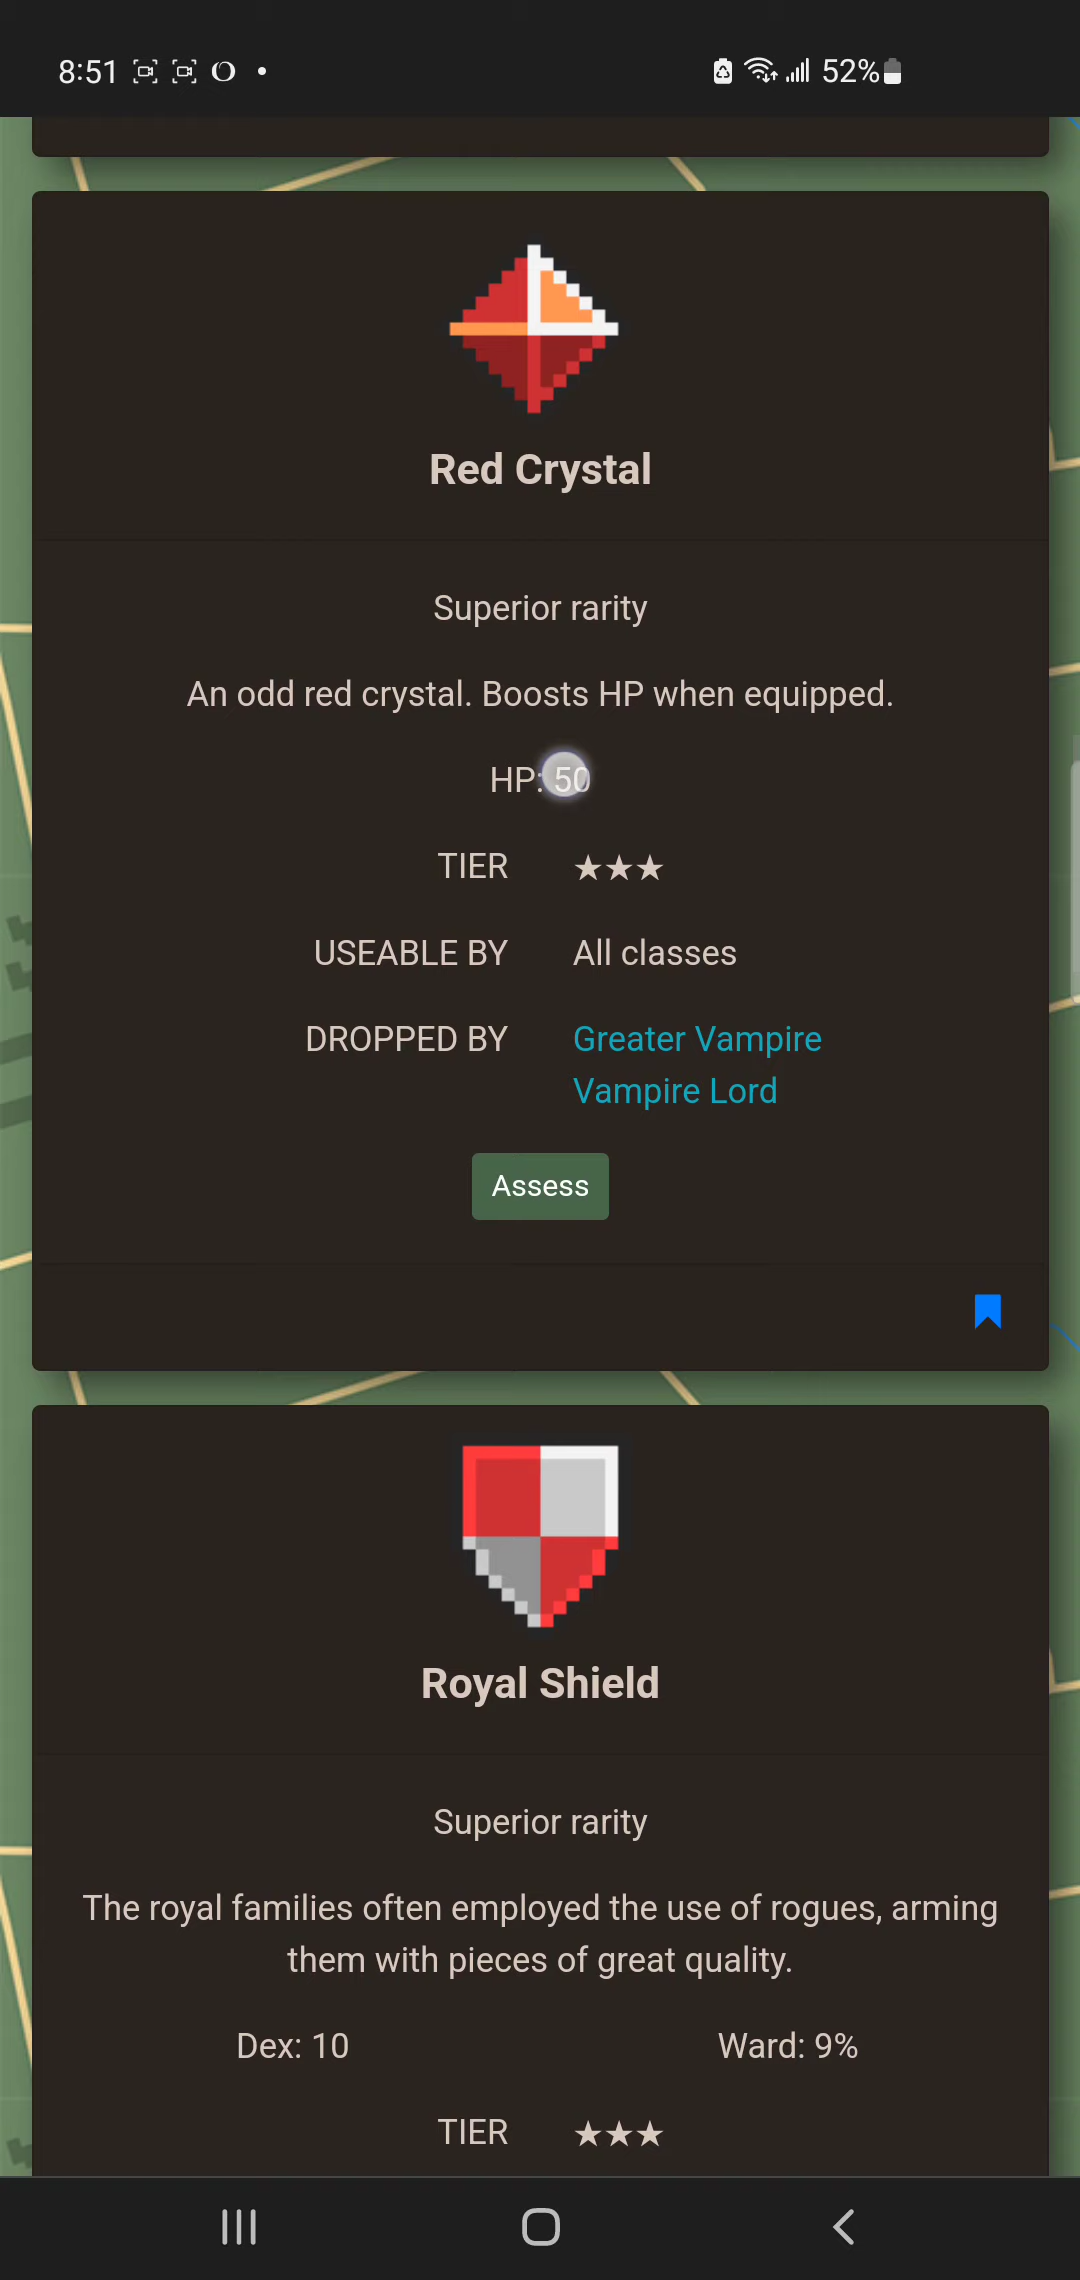 8:51
52%
Red Crystal
Superior rarity
An odd red crystal. Boosts HP when equipped.
HP: 50
TIER ★★★
USEABLE BY All classes
DROPPED BY Greater Vampire
Vampire Lord
Assess
Royal Shield
Superior rarity
The royal families often employed the use of rogues, arming
them with pieces of great quality.
Dex: 10 Ward: 9%
TIER ★★★